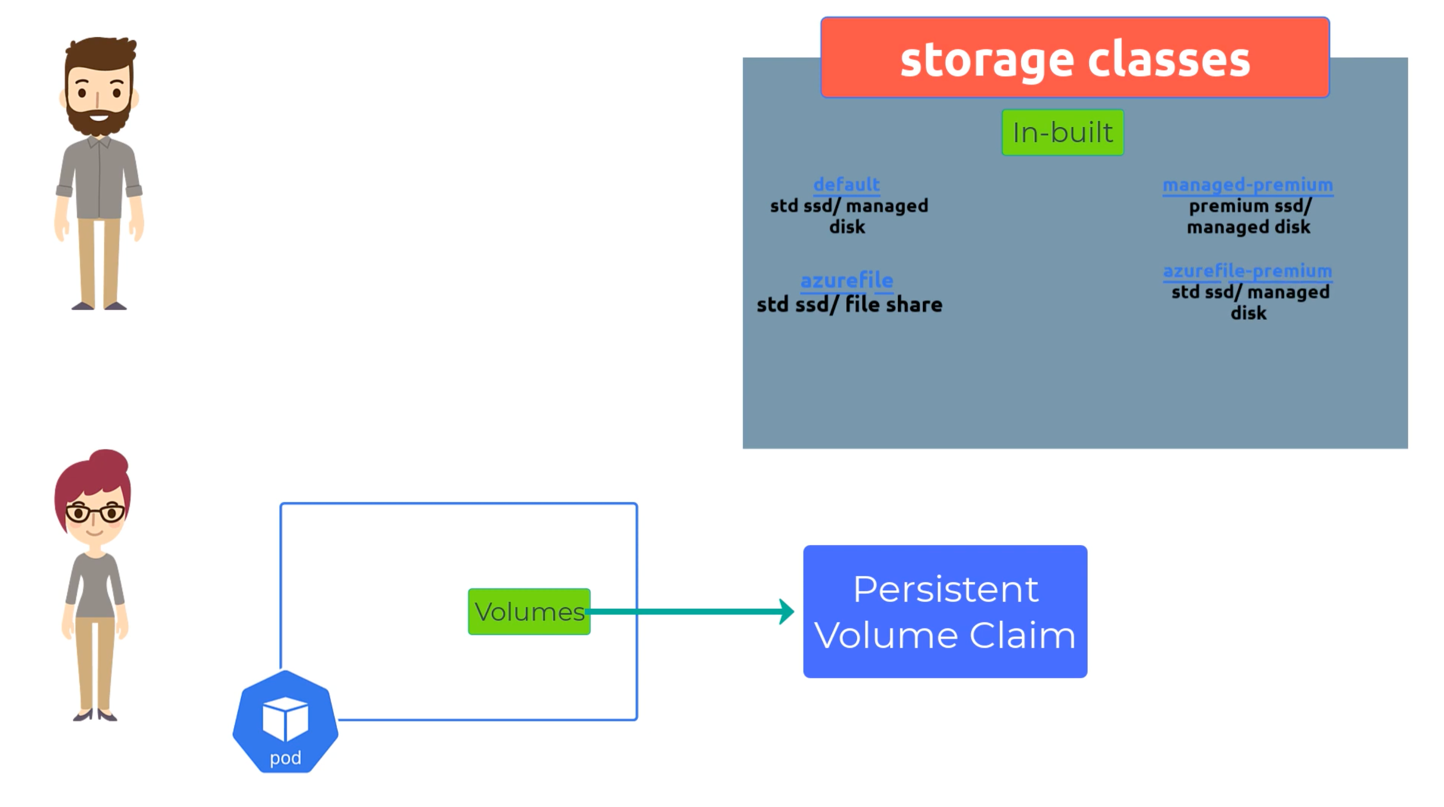 storage classes
In-built
default
std ssd/ managed
disk
managed-premium
premium ssd/
managed disk
azurefile
std ssd/ file share
azurefile-premium
std ssd/ managed
disk
Volumes
Persistent
Volume Claim
pod